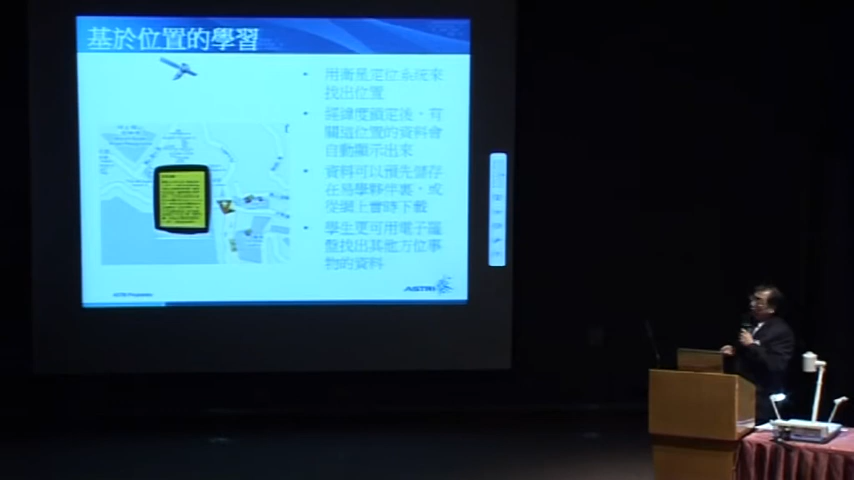 基於位置的學習
用衛星定位系統來
找出位置
經緯度鎖定後，有
關這位置的資料會
自動顯示出來
資料可以預先儲存
在易學夥伴裏，或
從網上實時下載
學生更可用電子羅
盤找出其他方位事
物的資料
ASTRI